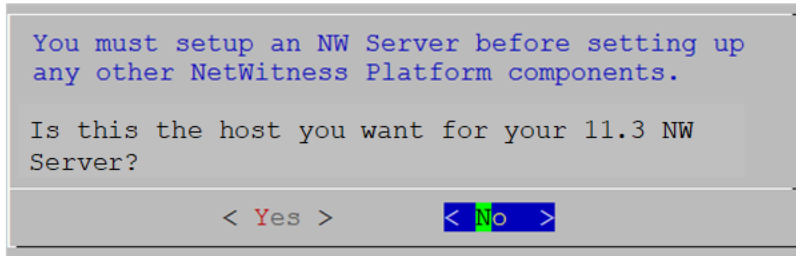 You must setup an NW Server before setting up
any other NetWitness Platform components.
Is this the host you want for your 11.3 NW
Server?
< Yes > < No >